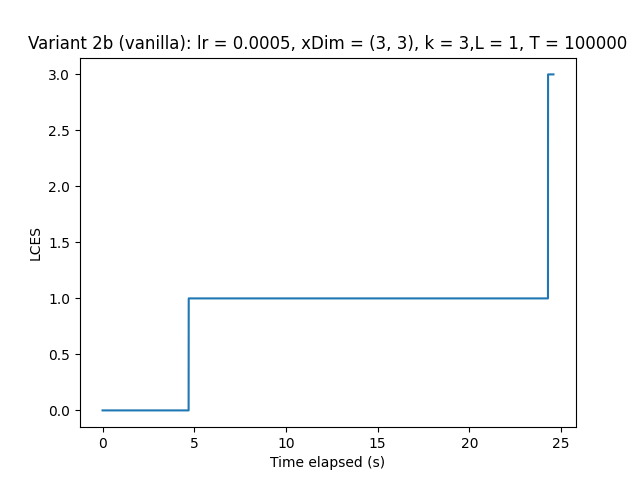 Variant 2b (vanilla): lr = 0.0005, xDim = (3, 3), k = 3,L = 1, T = 100000
3.0
2.5
2.0
1.5
1.0
0.5
0.0
LCES
0 5 10 15 20 25
Time elapsed (s)